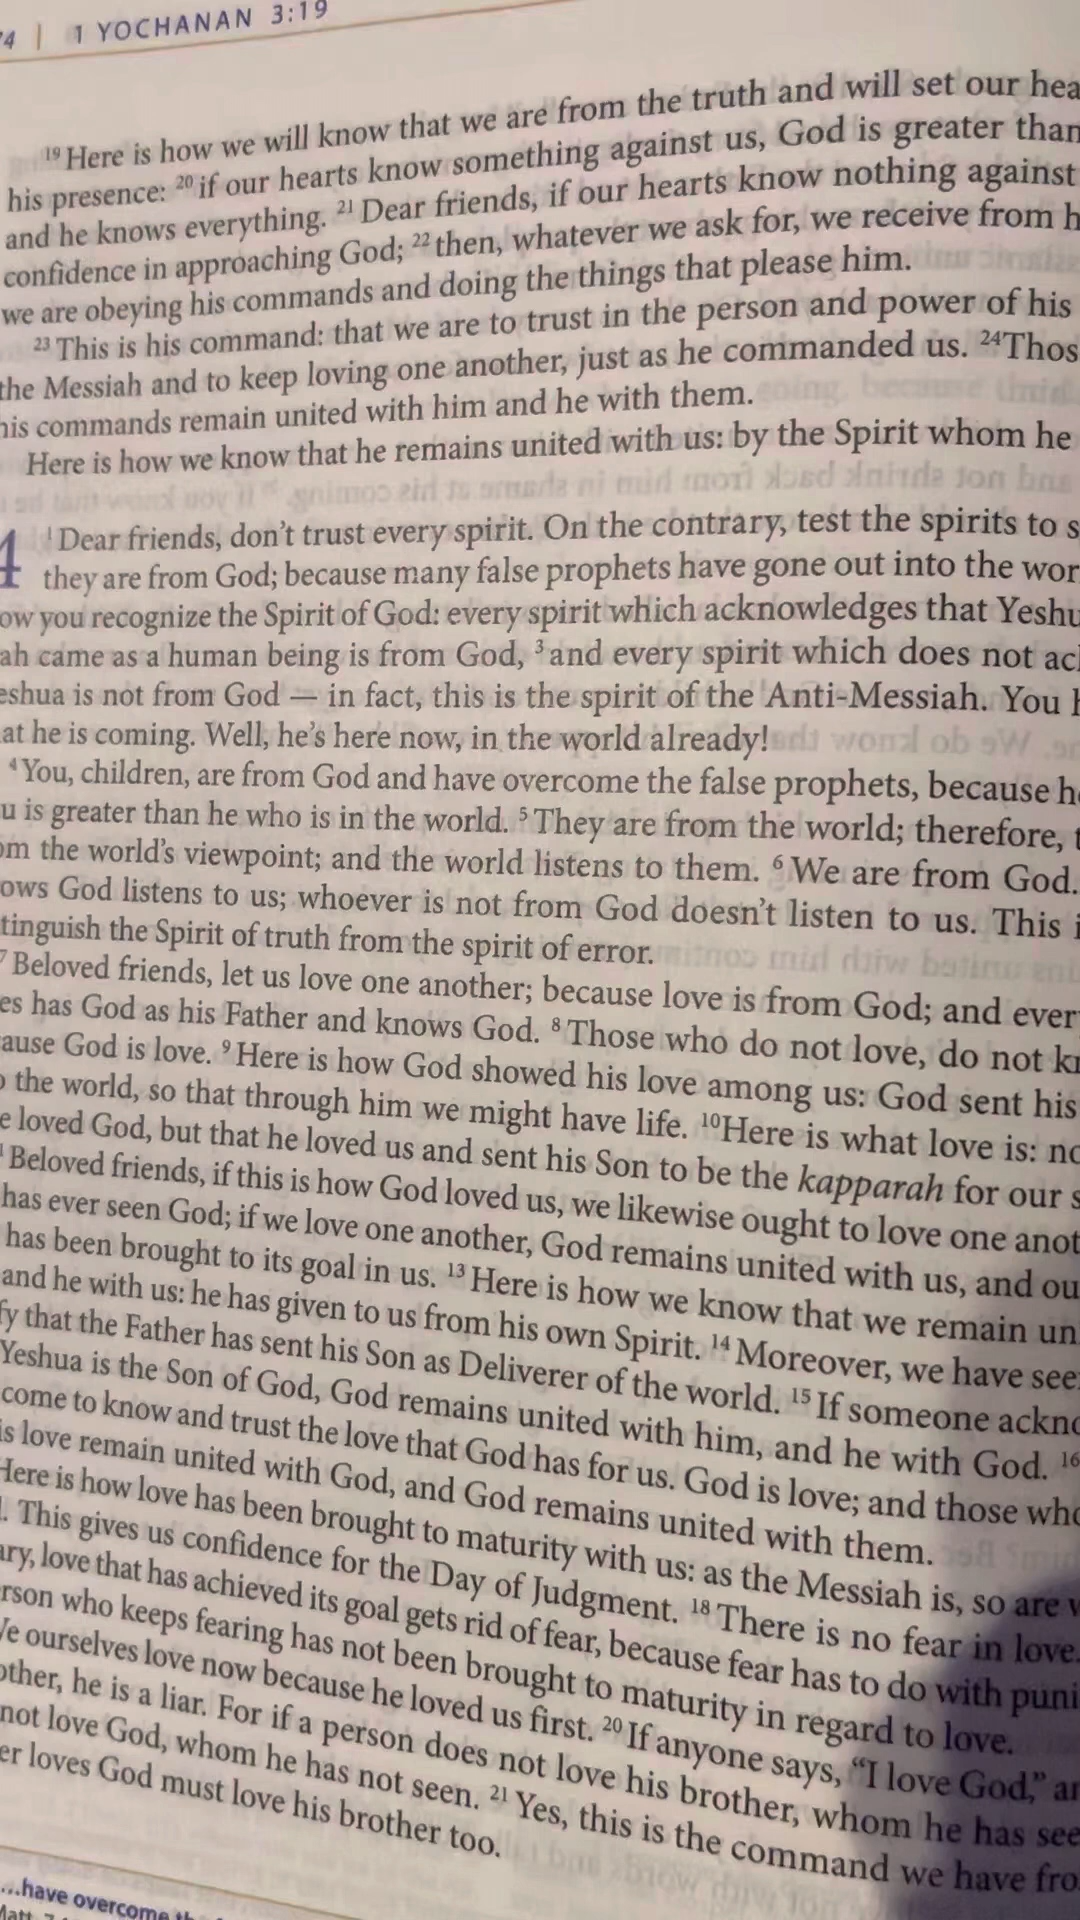 74 | 1 YOCHANAN 3:19
19 Here is how we will know that we are from the truth and will set our
his presence: 20 if our hearts know something against us, God is greater than
and he knows everything. 21 Dear friends, if our hearts know nothing against
confidence in approaching God; 22 then, whatever we ask for, we receive from
we are obeying his commands and doing the things that please him.
23 This is his command: that we are to trust in the person and power of his
the Messiah and to keep loving one another, just as he commanded us. 24
his commands remain united with him and he with them.
Here is how we know that he remains united with us: by the Spirit whom he
4 1 Dear friends, don't trust every spirit. On the contrary, test the spirits to
they are from God; because many false prophets have gone out into the
you recognize the Spirit of God: every spirit which acknowledges that
came as a human being is from God, 3 and every spirit which does not
is not from God — in fact, this is the spirit of the Anti-Messiah. You
he is coming. Well, he's here now, in the world already!
4 You, children, are from God and have overcome the false prophets, because
is greater than he who is in the world. 5 They are from the world; therefore,
the world's viewpoint; and the world listens to them. 6 We are from God.
God listens to us; whoever is not from God doesn't listen to us. This
the Spirit of truth from the spirit of error.
7 Beloved friends, let us love one another; because love is from God; and
has God as his Father and knows God. 8 Those who do not love, do not
God is love. 9 Here is how God showed his love among us: God sent his
the world, so that through him we might have life. 10 Here is what love is:
loved God, but that he loved us and sent his Son to be the kapparah for our
Beloved friends, if this is how God loved us, we likewise ought to love one
has ever seen God; if we love one another, God remains united with us, and
has been brought to its goal in us. 13 Here is how we know that we remain
and he with us: he has given to us from his own Spirit. 14 Moreover, we have
that the Father has sent his Son as Deliverer of the world. 15 If someone
Yeshua is the Son of God, God remains united with him, and he with God. 16
come to know and trust the love that God has for us. God is love; and those
love remain united with God, and God remains united with them.
Here is how love has been brought to maturity with us: as the Messiah is, so are
This gives us confidence for the Day of Judgment. 18 There is no fear in love.
love that has achieved its goal gets rid of fear, because fear has to do with
who keeps fearing has not been brought to maturity in regard to love.
ourselves love now because he loved us first. 20 If anyone says, “I love God,”
he is a liar. For if a person does not love his brother, whom he has
not love God, whom he has not seen. 21 Yes, this is the command we have
loves God must love his brother too.
...have overcome